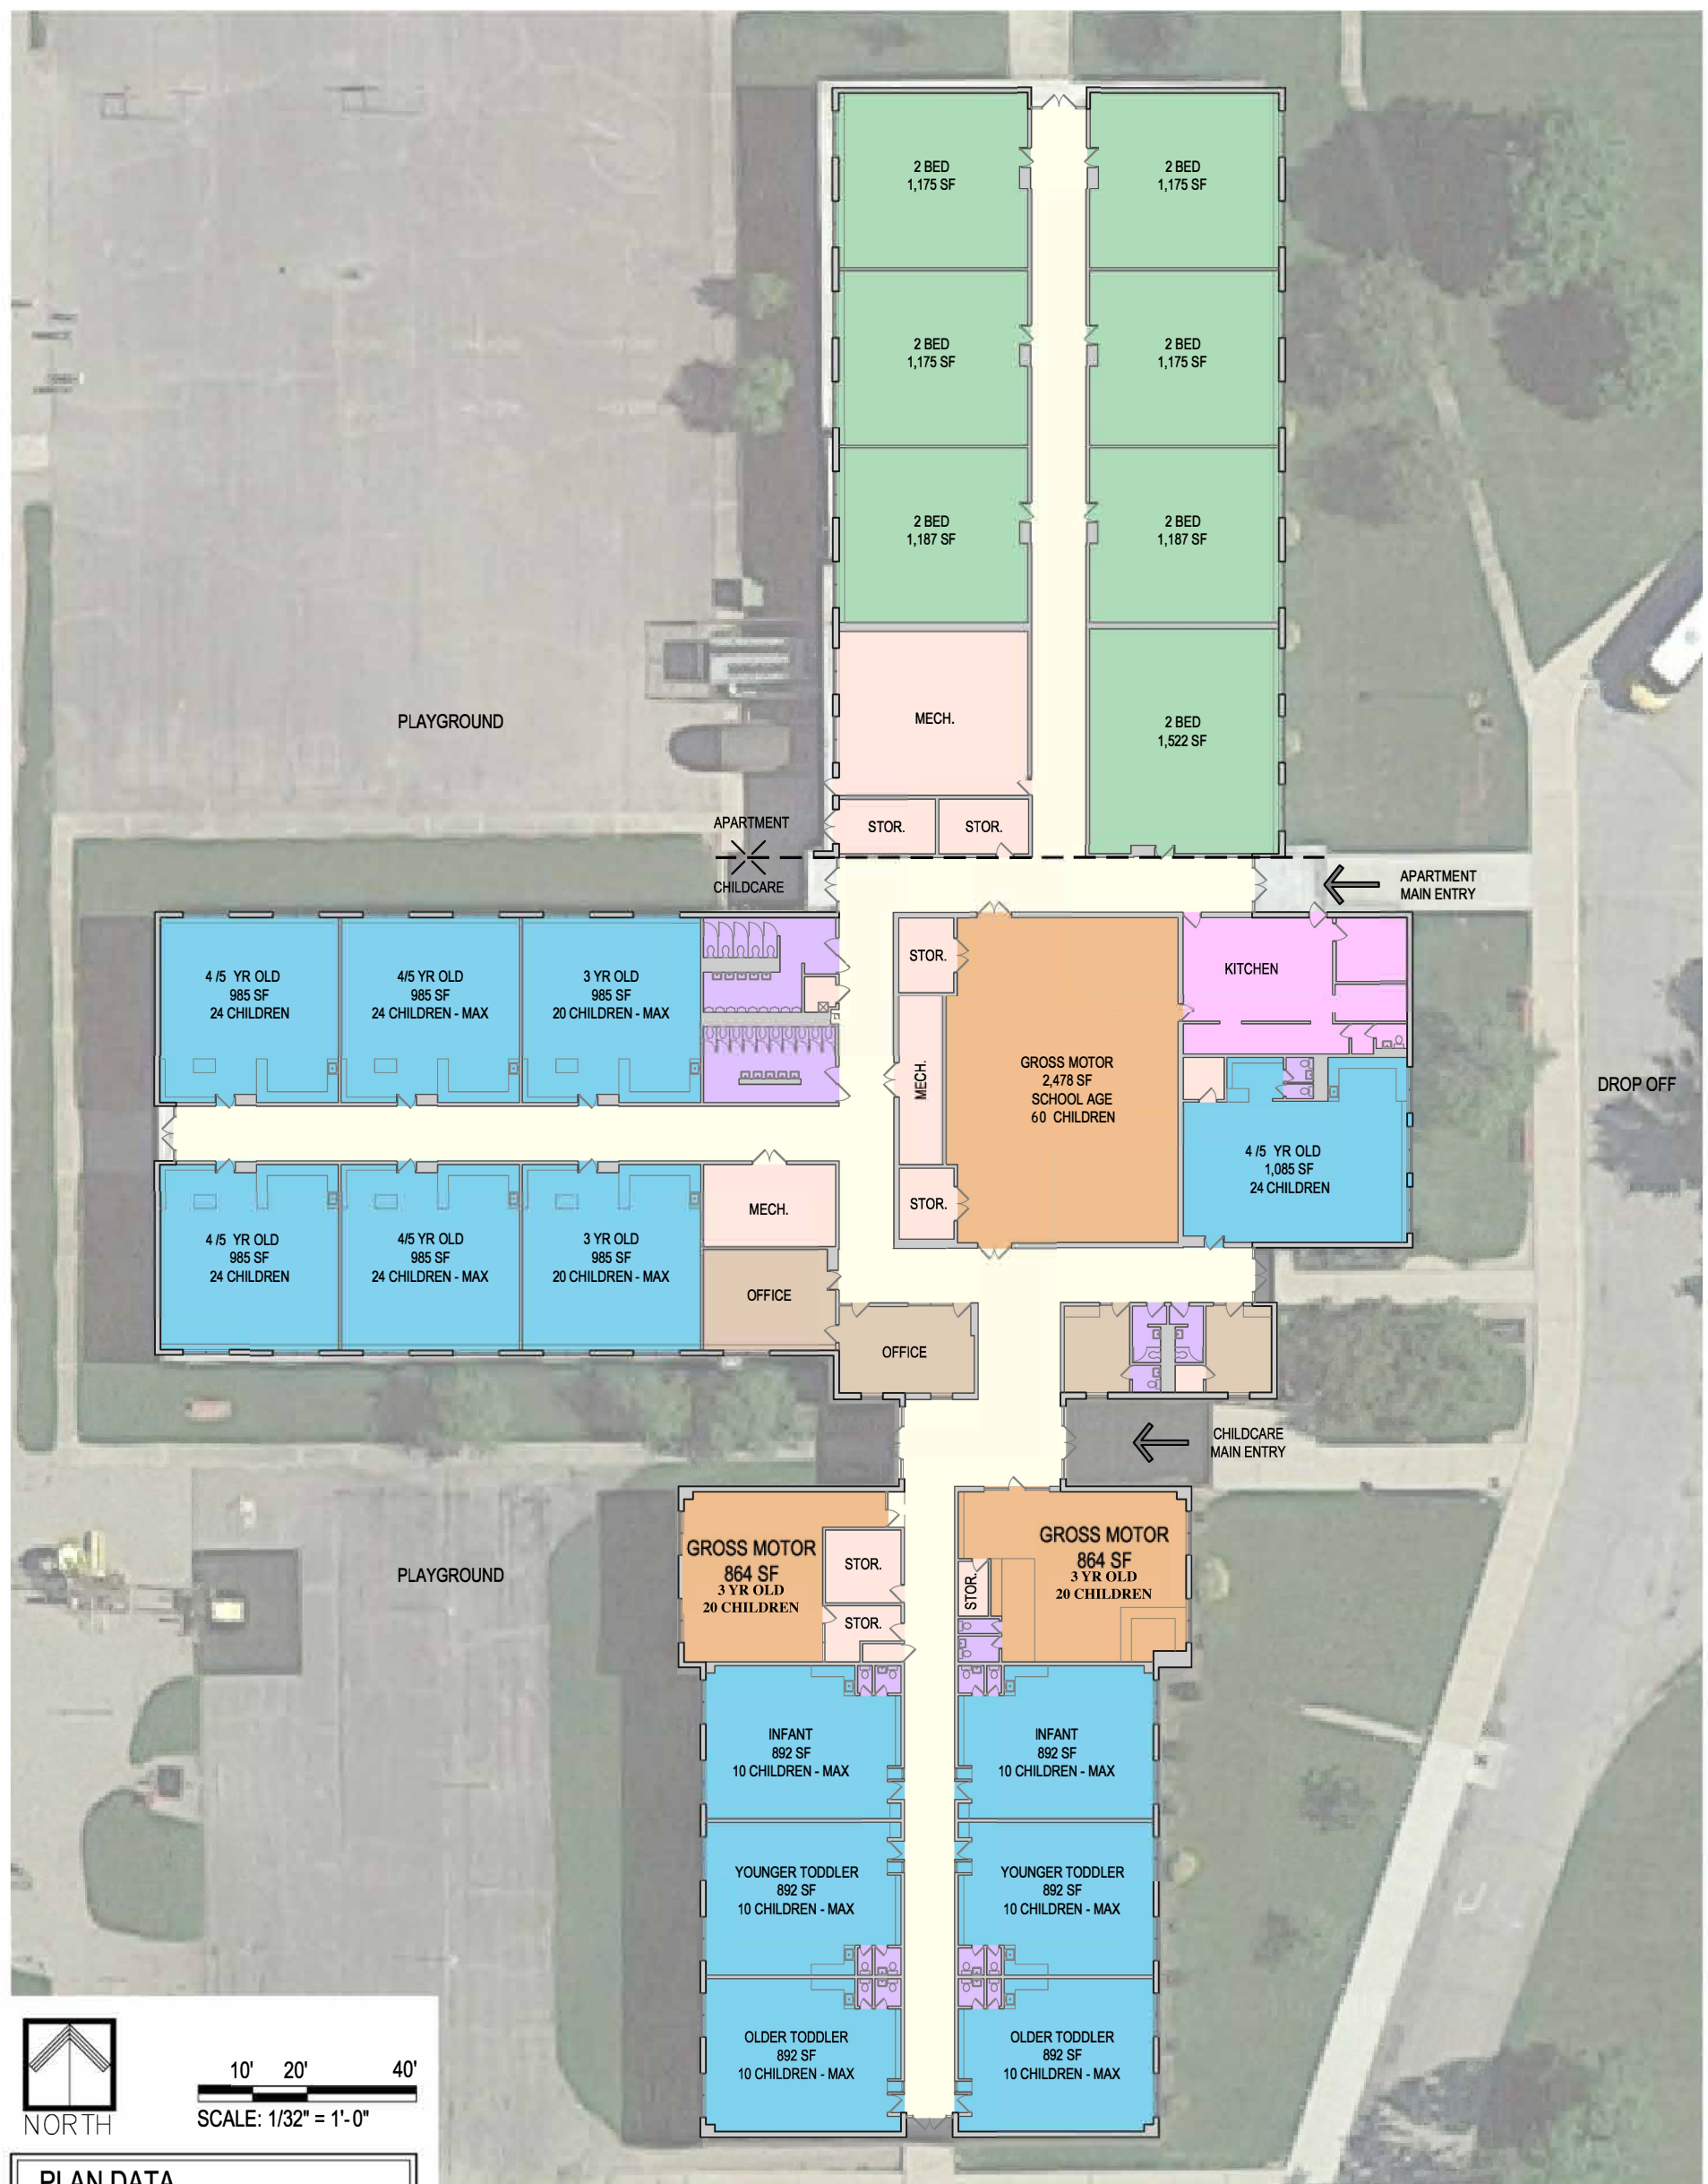 2 BED
1,175 SF
2 BED
1,175 SF
2 BED
1,175 SF
2 BED
1,175 SF
2 BED
1,187 SF
2 BED
1,187 SF
MECH.
2 BED
1,522 SF
PLAYGROUND
STOR.
STOR.
APARTMENT
CHILDCARE
APARTMENT
MAIN ENTRY
4 /5 YR OLD
985 SF
24 CHILDREN
4/5 YR OLD
985 SF
24 CHILDREN - MAX
3 YR OLD
985 SF
20 CHILDREN - MAX
STOR.
KITCHEN
MECH.
GROSS MOTOR
2,478 SF
SCHOOL AGE
60 CHILDREN
DROP OFF
4 /5 YR OLD
1,085 SF
24 CHILDREN
STOR.
4 /5 YR OLD
985 SF
24 CHILDREN
4/5 YR OLD
985 SF
24 CHILDREN - MAX
3 YR OLD
985 SF
20 CHILDREN - MAX
MECH.
OFFICE
OFFICE
CHILDCARE
MAIN ENTRY
PLAYGROUND
GROSS MOTOR
864 SF
3 YR OLD
20 CHILDREN
STOR.
STOR.
STOR.
GROSS MOTOR
864 SF
3 YR OLD
20 CHILDREN
INFANT
892 SF
10 CHILDREN - MAX
INFANT
892 SF
10 CHILDREN - MAX
YOUNGER TODDLER
892 SF
10 CHILDREN - MAX
YOUNGER TODDLER
892 SF
10 CHILDREN - MAX
OLDER TODDLER
892 SF
10 CHILDREN - MAX
OLDER TODDLER
892 SF
10 CHILDREN - MAX
NORTH
10' 20' 40'
SCALE: 1/32" = 1'-0"
PLAN DATA